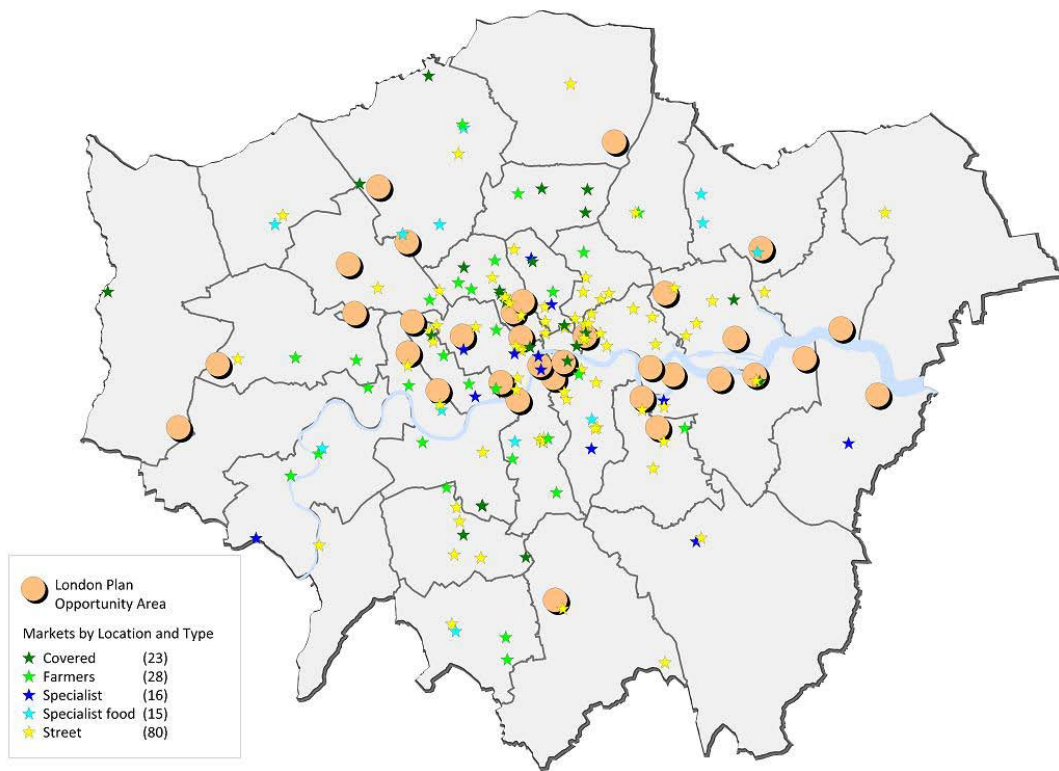 London Plan
Opportunity Area
Markets by Location and Type
Covered (23)
Farmers (28)
Specialist (16)
Specialist food (15)
Street (80)